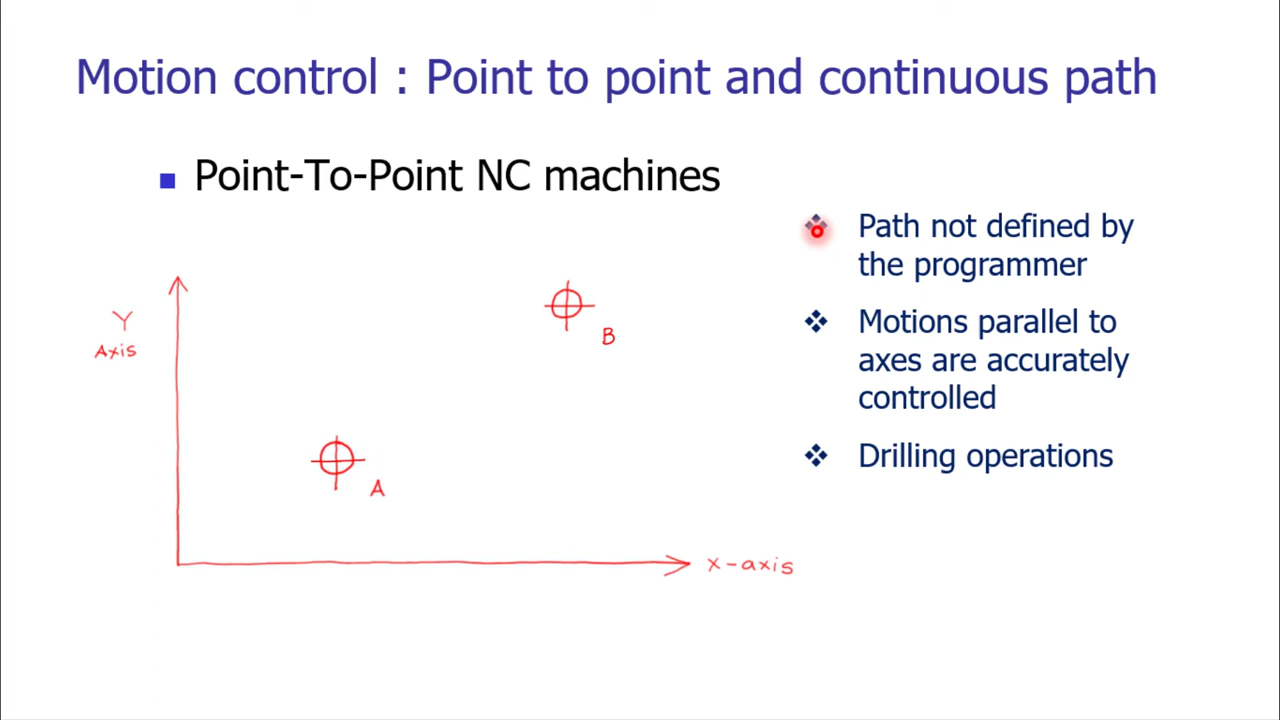 Motion control : Point to point and continuous path
Point-To-Point NC machines
Path not defined by
the programmer
Motions parallel to
axes are accurately
controlled
Drilling operations
Y
Axis
B
A
x-axis